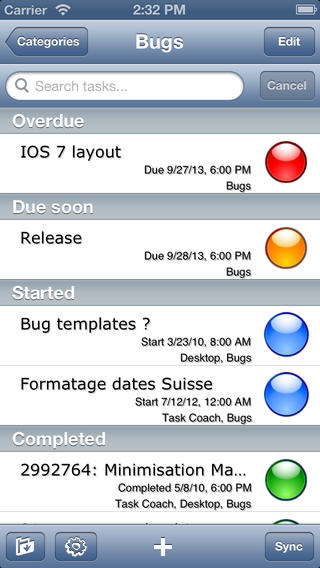 Carrier 2:32 PM
Categories Bugs Edit
Search tasks... Cancel
Overdue
IOS 7 layout
Due 9/27/13, 6:00 PM
Bugs
Due soon
Release
Due 9/28/13, 6:00 PM
Bugs
Started
Bug templates ?
Start 3/23/10, 8:00 AM
Desktop, Bugs
Formatage dates Suisse
Start 7/12/12, 12:00 AM
Task Coach, Bugs
Completed
2992764: Minimisation Ma...
Completed 5/8/10, 6:00 PM
Task Coach, Desktop, Bugs
Sync